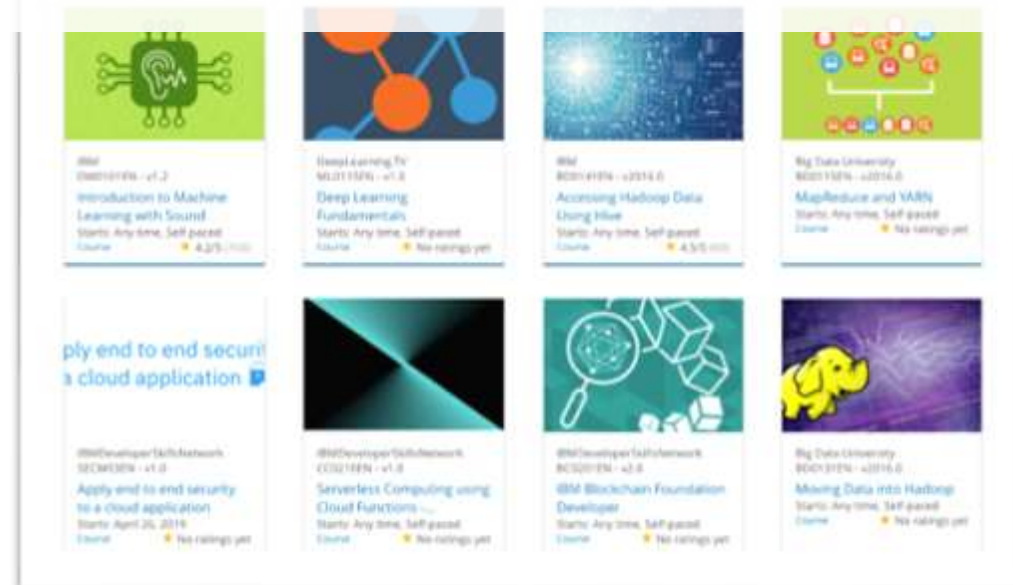 IBM
v1.2
Introduction to Machine
Learning with Sound
Starts: Any time, Self-paced
Course 4.2/5
DeepLearning.TV
ML0115EN - v1.0
Deep Learning
Fundamentals
Starts: Any time, Self-paced
Course No ratings yet
IBM
BD0141EN - v2016.0
Accessing Hadoop Data
Using Hive
Starts: Any time, Self-paced
Course 4.5/5
Big Data University
BD0115EN - v2016.0
MapReduce and YARN
Starts: Any time, Self-paced
Course No ratings yet
ply end to end securit
a cloud application
IBMDeveloperSkillsNetwork
v1.0
Apply end to end security
to a cloud application
Starts: April 26, 2019
Course No ratings yet
IBMDeveloperSkillsNetwork
CC0210EN - v1.0
Serverless Computing using
Cloud Functions -...
Starts: Any time, Self-paced
Course No ratings yet
IBMDeveloperSkillsNetwork
BC0201EN - v2.0
IBM Blockchain Foundation
Developer
Starts: Any time, Self-paced
Course No ratings yet
Big Data University
BD0131EN - v2016.0
Moving Data into Hadoop
Starts: Any time, Self-paced
Course No ratings yet